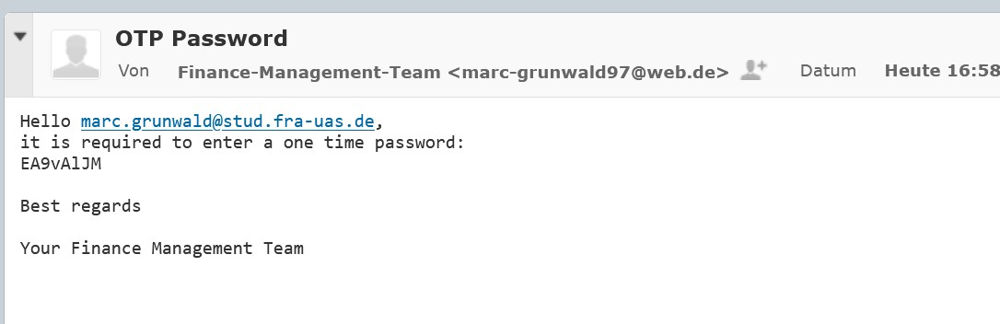 OTP Password
Von Finance-Management-Team <marc-grunwald97@web.de> Datum Heute 16:58
Hello marc.grunwald@stud.fra-uas.de,
it is required to enter a one time password:
EA9vAlJM
Best regards
Your Finance Management Team